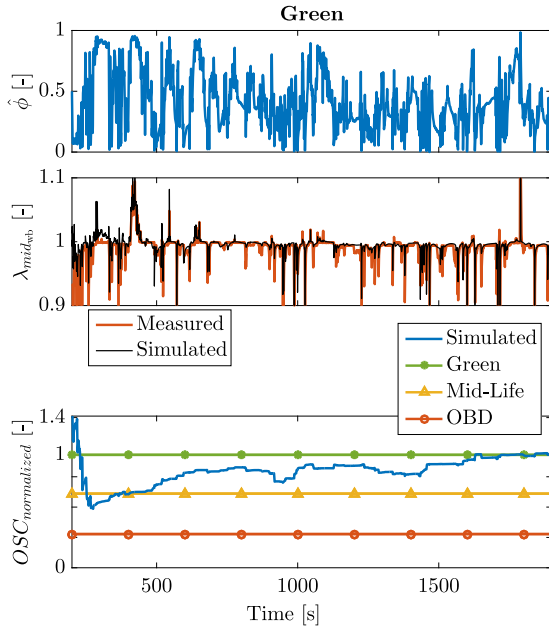 Green
1
0.5
0
φ̂ [-]
1.1
1
0.9
λ_mid_wb [-]
Measured
Simulated
Simulated
Green
Mid-Life
OBD
1.4
1
0
OSC_normalized [-]
500
1000
1500
Time [s]